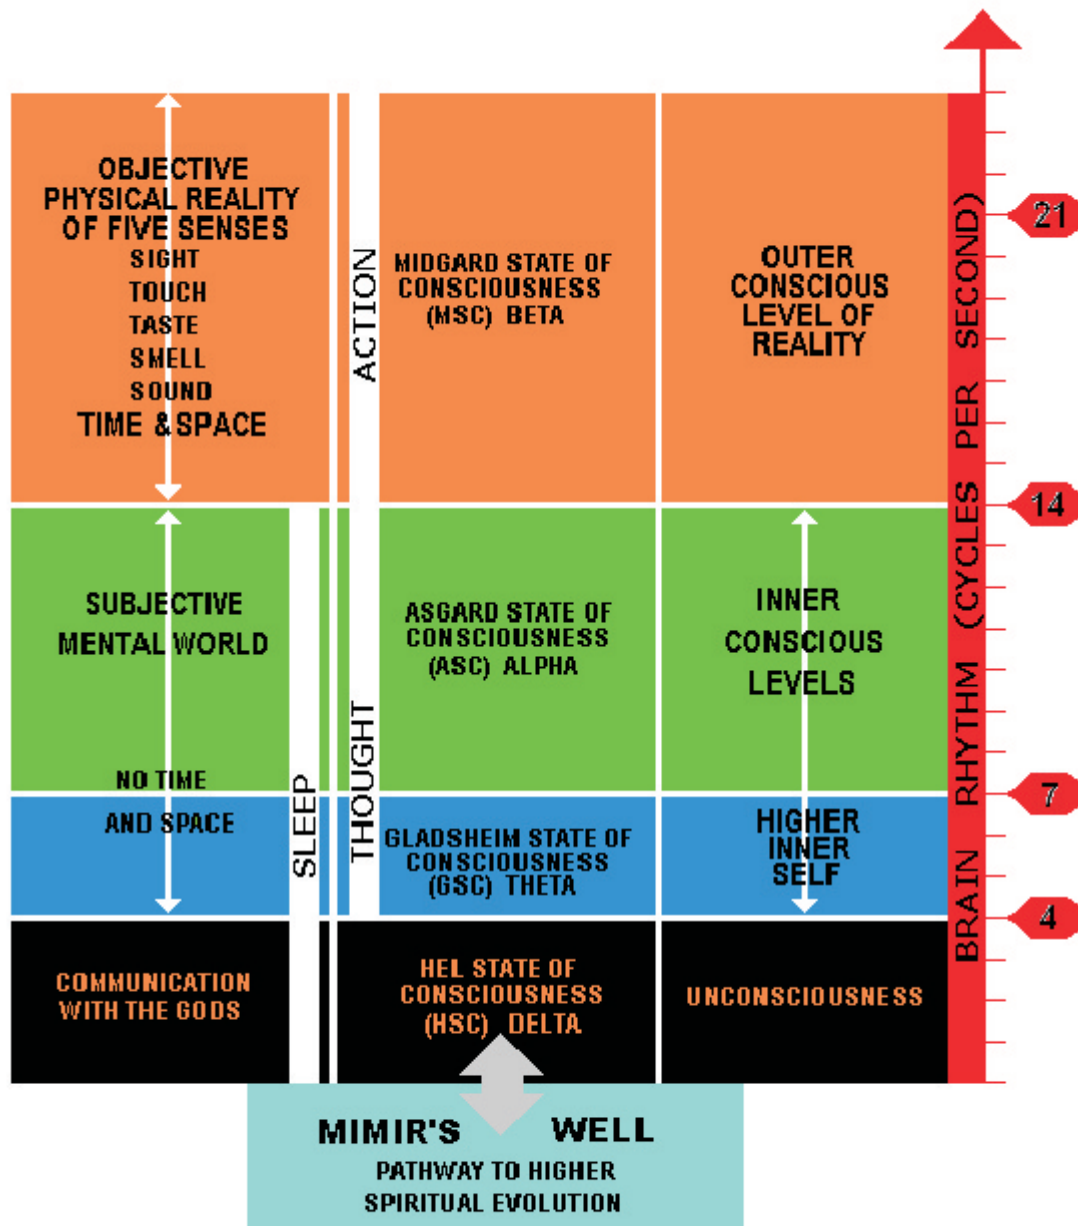 OBJECTIVE
PHYSICAL REALITY
OF FIVE SENSES
SIGHT
TOUCH
TASTE
SMELL
SOUND
TIME & SPACE
ACTION
MIDGARD STATE OF
CONSCIOUSNESS
(MSC) BETA
OUTER
CONSCIOUS
LEVEL OF
REALITY
SUBJECTIVE
MENTAL WORLD
NO TIME
AND SPACE
SLEEP
THOUGHT
ASGARD STATE OF
CONSCIOUSNESS
(ASC) ALPHA
INNER
CONSCIOUS
LEVELS
GLADSHEIM STATE OF
CONSCIOUSNESS
(GSC) THETA
HIGHER
INNER
SELF
COMMUNICATION
WITH THE GODS
HEL STATE OF
CONSCIOUSNESS
(HSC) DELTA
UNCONSCIOUSNESS
BRAIN RHYTHM (CYCLES PER SECOND)
21
14
7
4
MIMIR'S WELL
PATHWAY TO HIGHER
SPIRITUAL EVOLUTION